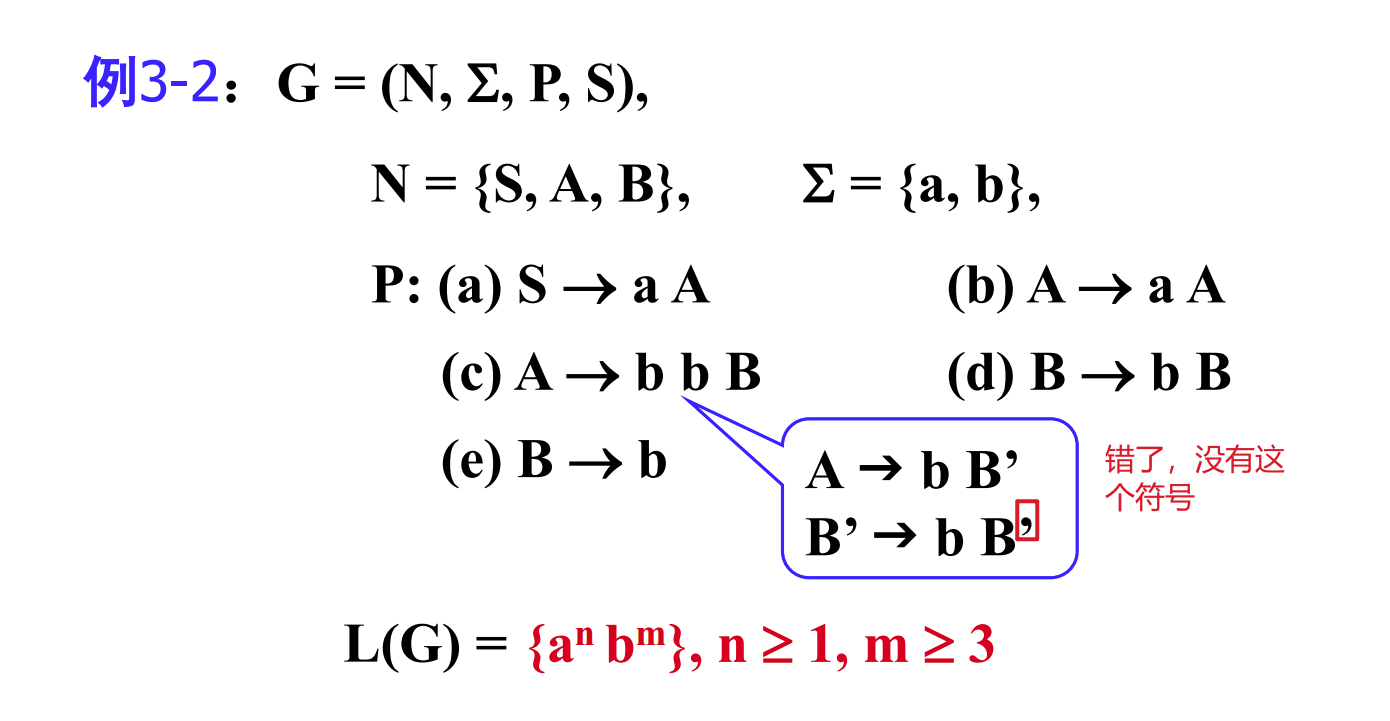 例3-2：G = (N, Σ, P, S),
N = {S, A, B}, Σ = {a, b},
P: (a) S → a A (b) A → a A
(c) A → b b B (d) B → b B
(e) B → b
A → b B’
B’ → b B’
错了，没有这
个符号
L(G) = {aⁿ bᵐ}, n ≥ 1, m ≥ 3